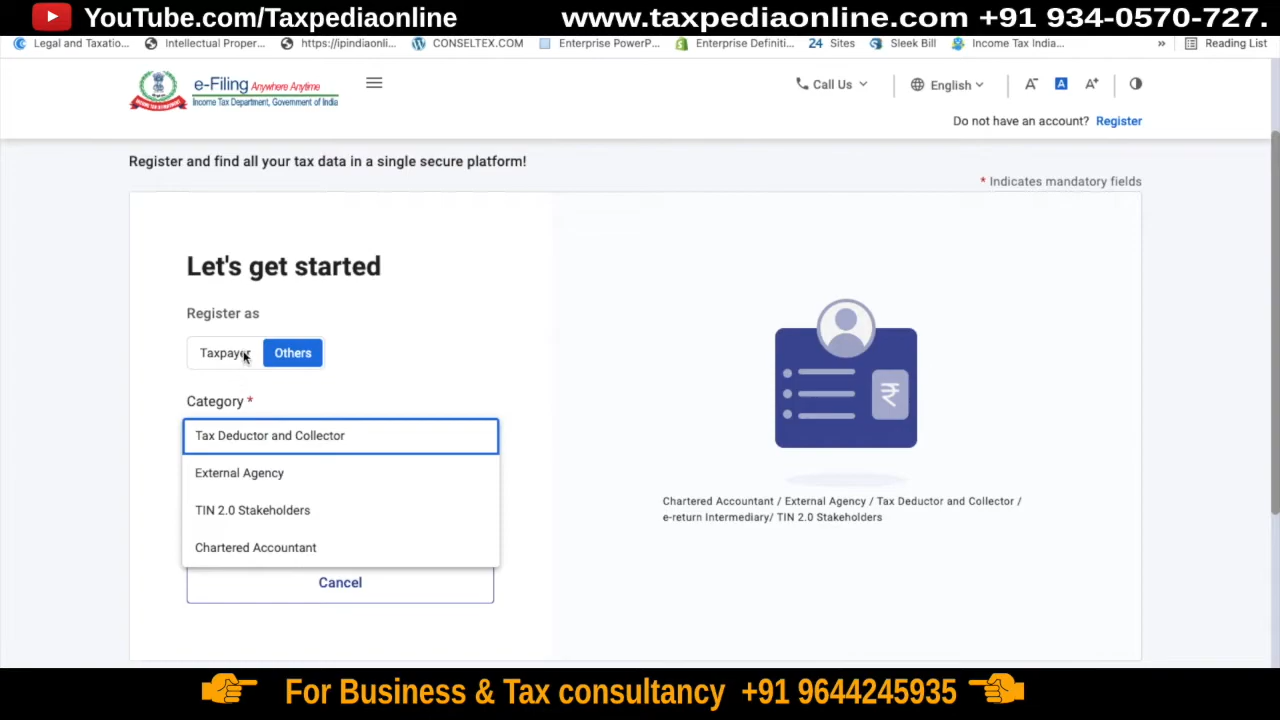 YouTube.com/Taxpediaonline
www.taxpediaonline.com +91 934-0570-727.
Legal and Taxatio...
Intellectual Proper...
https://ipindiaonli...
CONSELTEX.COM
Enterprise PowerP...
Enterprise Definiti...
24 Sites
Sleek Bill
Income Tax India...
»
Reading List
e-Filing Anywhere Anytime
Income Tax Department, Government of India
Call Us
English
A-
A
A+
Do not have an account? Register
Register and find all your tax data in a single secure platform!
* Indicates mandatory fields
Let's get started
Register as
Taxpayer
Others
Category *
Tax Deductor and Collector
External Agency
TIN 2.0 Stakeholders
Chartered Accountant
Cancel
₹
Chartered Accountant / External Agency / Tax Deductor and Collector /
e-return Intermediary/ TIN 2.0 Stakeholders
For Business & Tax consultancy +91 9644245935